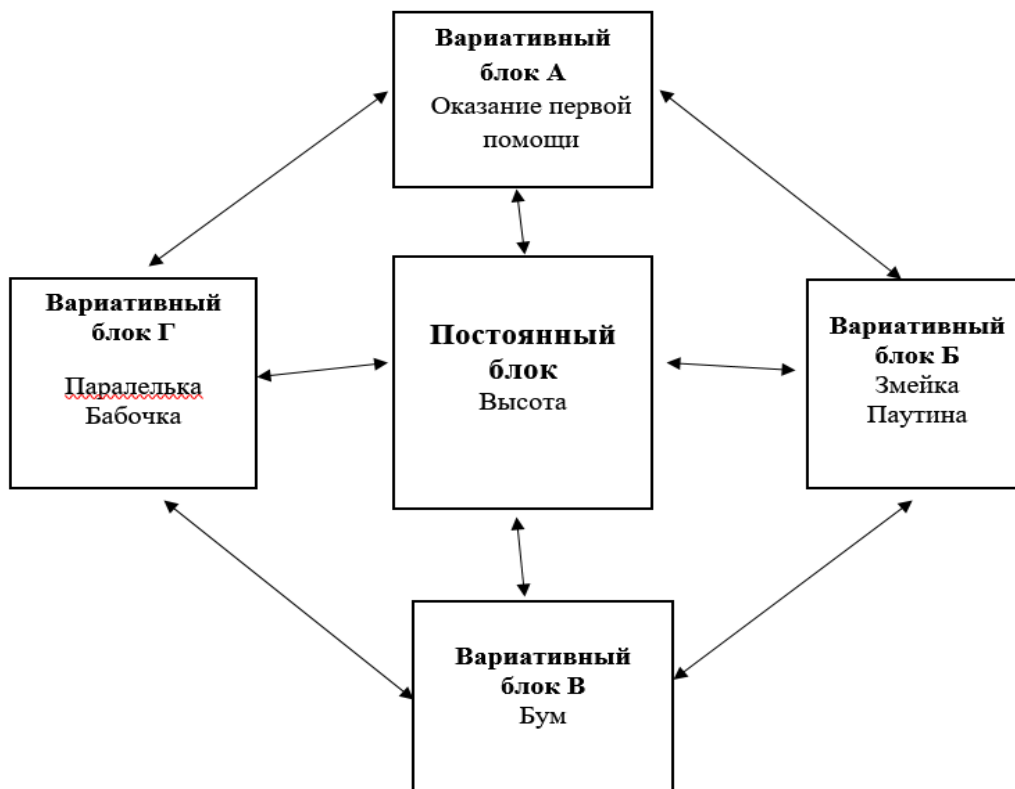 Вариативный
блок А
Оказание первой
помощи
Вариативный
блок Г
Паралелька
Бабочка
Постоянный
блок
Высота
Вариативный
блок Б
Змейка
Паутина
Вариативный
блок В
Бум